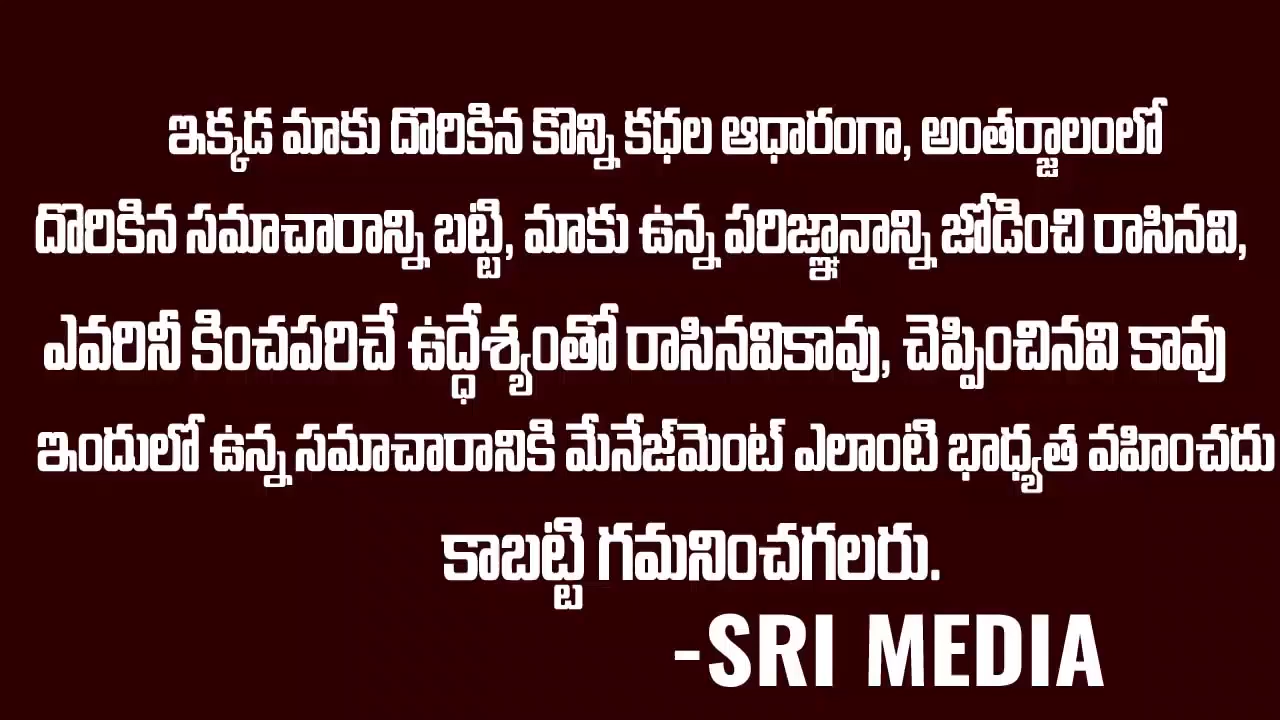 ఇక్కడ మాకు దొరికిన కొన్ని కధల ఆధారంగా, అంతర్జాలంలో
దొరికిన సమాచారాన్ని బట్టి, మాకు ఉన్న పరిజ్ఞానాన్ని జోడించి రాసినవి,
ఎవరినీ కించపరిచే ఉద్ధేశ్యంతో రాసినవికావు, చెప్పించినవి కావు
ఇందులో ఉన్న సమాచారానికి మేనేజ్‌మెంట్ ఎలాంటి భాధ్యత వహించదు
కాబట్టి గమనించగలరు.
-SRI MEDIA